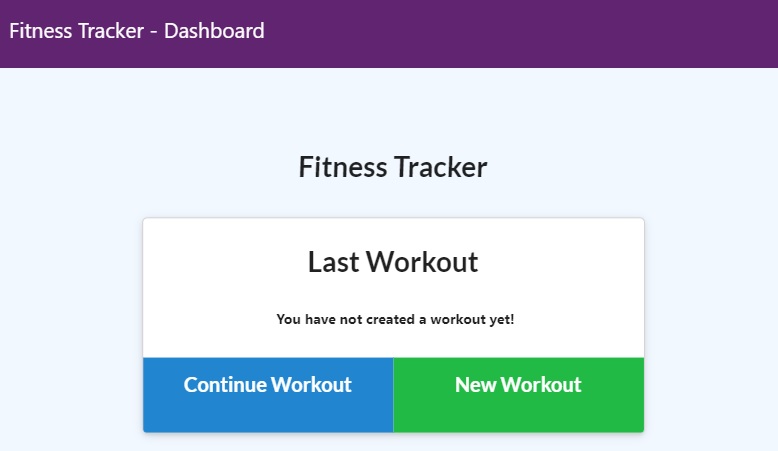 Fitness Tracker - Dashboard
Fitness Tracker
Last Workout
You have not created a workout yet!
Continue Workout
New Workout